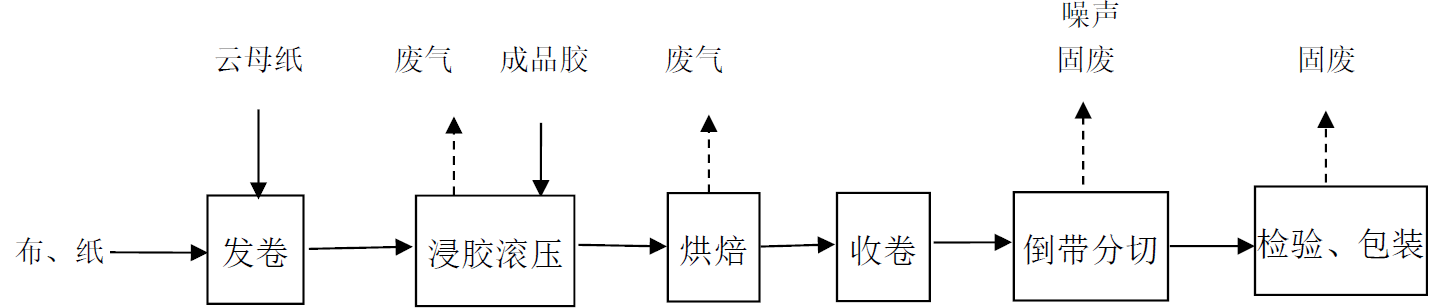 噪声
云母纸 废气 成品胶 废气 固废 固废
布、纸 发卷 浸胶滚压 烘焙 收卷 倒带分切 检验、包装